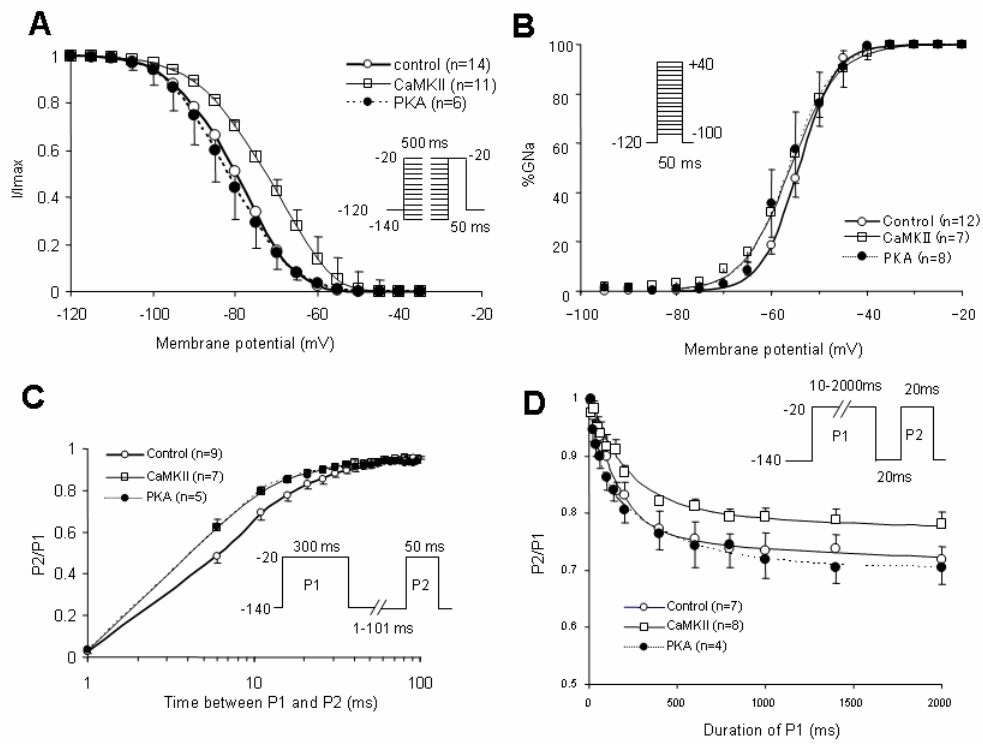 A
control (n=14)
CaMKII (n=11)
PKA (n=6)
500 ms
-20
-20
-120
-140
50 ms
I/Imax
1
0.8
0.6
0.4
0.2
0
-120 -100 -80 -60 -40 -20
Membrane potential (mV)
B
+40
-100
-120
50 ms
Control (n=12)
CaMKII (n=7)
PKA (n=8)
%GNa
100
80
60
40
20
0
-100 -80 -60 -40 -20
Membrane potential (mV)
C
Control (n=9)
CaMKII (n=7)
PKA (n=5)
300 ms
50 ms
-20
P1
P2
-140
1-101 ms
P2/P1
1
0.8
0.6
0.4
0.2
0
1 10 100
Time between P1 and P2 (ms)
D
10-2000ms
20ms
-20
P1
P2
-140
20ms
Control (n=7)
CaMKII (n=8)
PKA (n=4)
P2/P1
1
0.9
0.8
0.7
0.6
0.5
0 500 1000 1500 2000
Duration of P1 (ms)